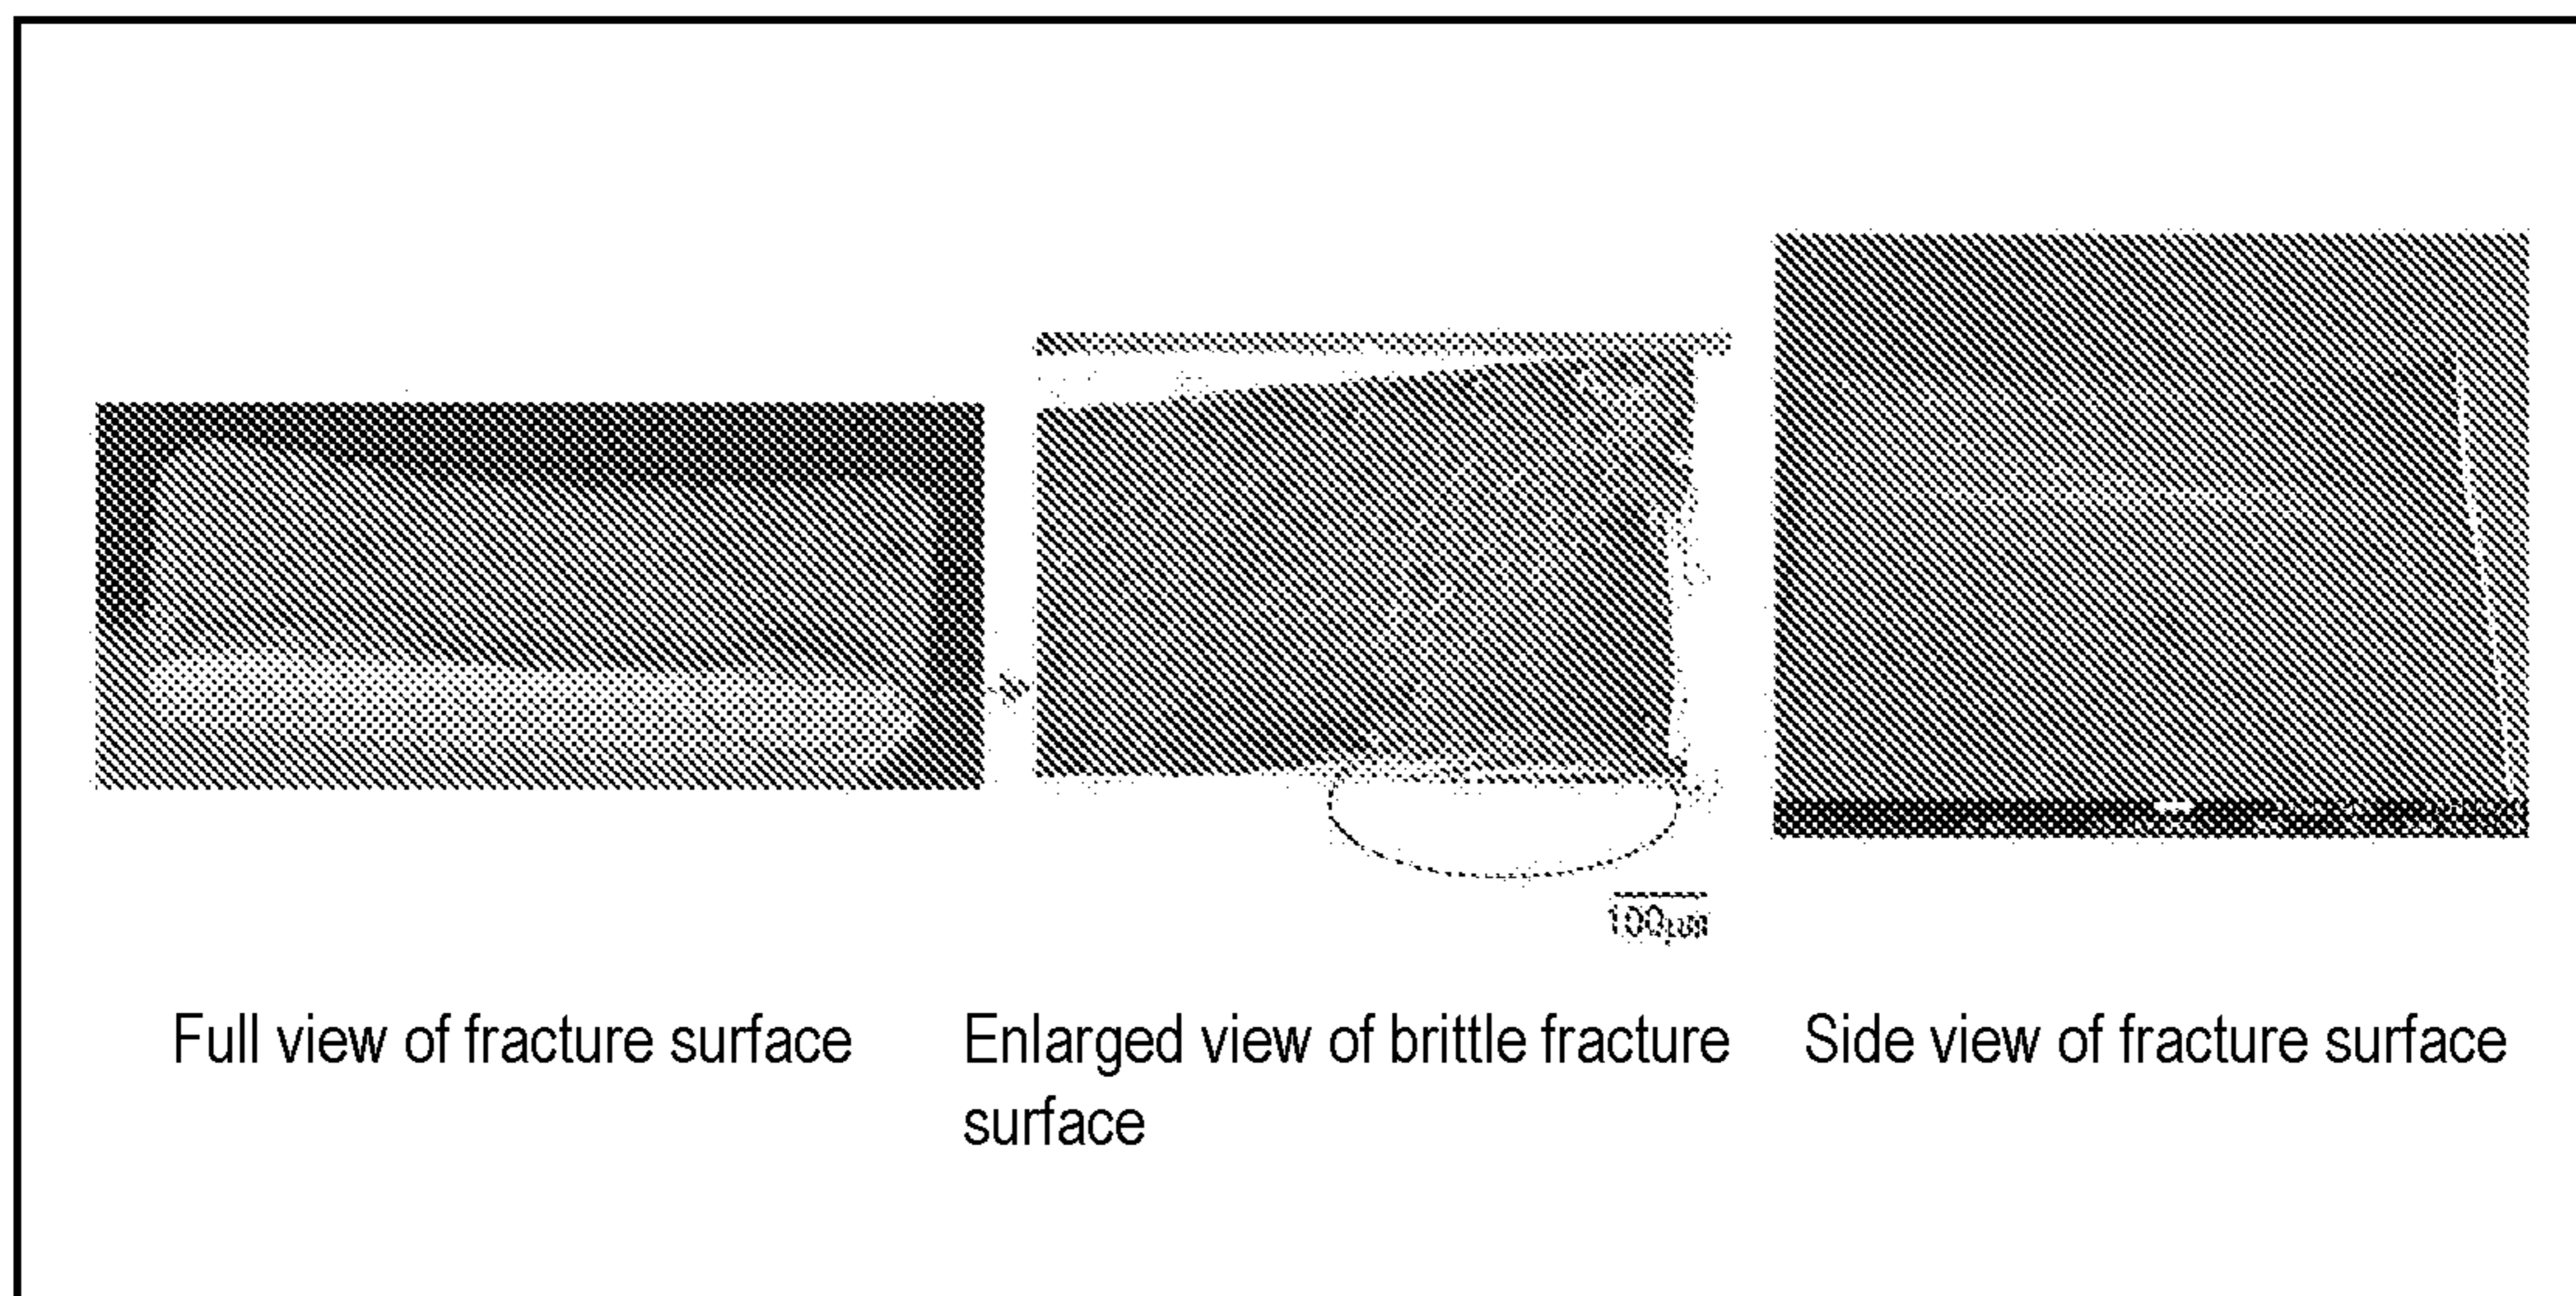 100μm
Full view of fracture surface
Enlarged view of brittle fracture
surface
Side view of fracture surface